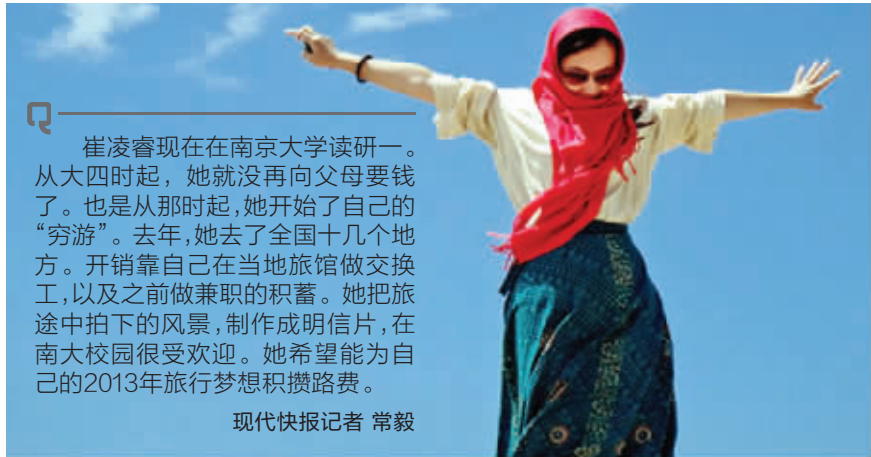 崔凌睿现在在南京大学读研一。
从大四时起，她就没再向父母要钱
了。也是从那时起，她开始了自己的
“穷游”。去年，她去了全国十几个地
方。开销靠自己在当地旅馆做交换
工，以及之前做兼职的积蓄。她把旅
途中拍下的风景，制作成明信片，在
南大校园很受欢迎。她希望能为自
己的2013年旅行梦想积攒路费。
现代快报记者 常毅